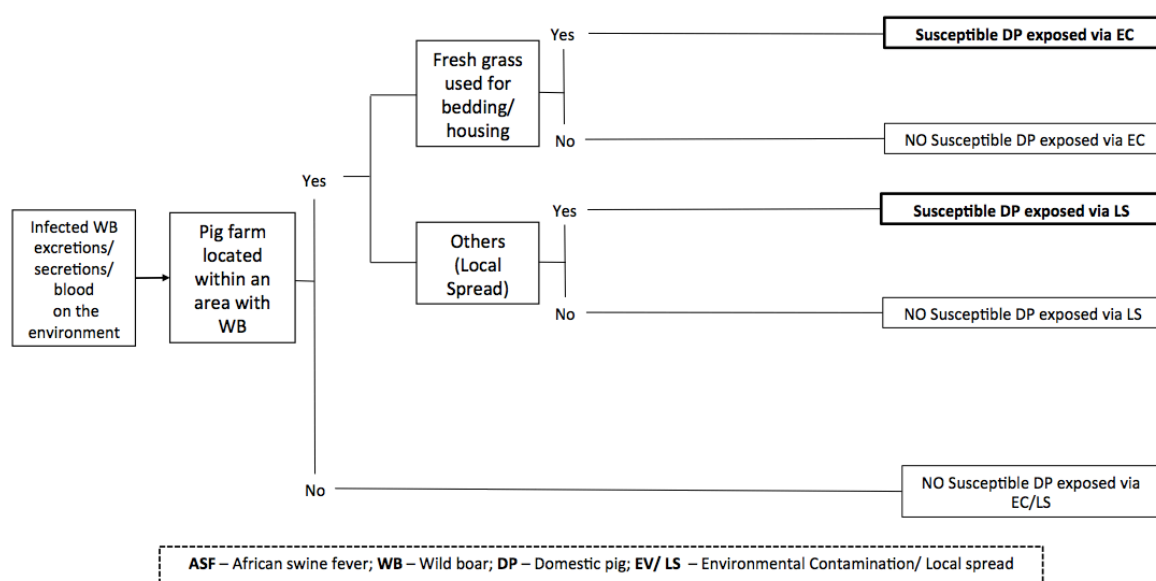 Infected WB
excretions/
secretions/
blood
on the
environment
Pig farm
located
within an
area with
WB
Yes
No
Fresh grass
used for
bedding/
housing
Yes
No
Others
(Local
Spread)
Yes
No
Susceptible DP exposed via EC
NO Susceptible DP exposed via EC
Susceptible DP exposed via LS
NO Susceptible DP exposed via LS
NO Susceptible DP exposed via
EC/LS
ASF – African swine fever; WB – Wild boar; DP – Domestic pig; EV/ LS – Environmental Contamination/ Local spread